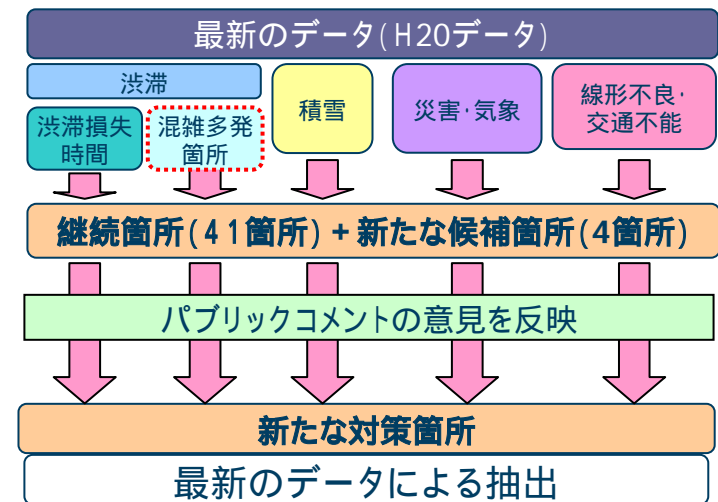 最新のデータ(H20データ)
渋滞
積雪
災害・気象
線形不良・
交通不能
渋滞損失
時間
混雑多発
箇所
継続箇所(41箇所)+新たな候補箇所(4箇所)
パブリックコメントの意見を反映
新たな対策箇所
最新のデータによる抽出